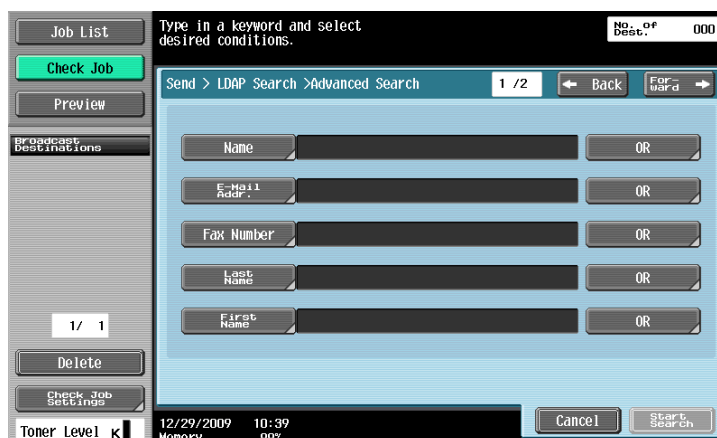 Job List
Check Job
Preview
Broadcast
Destinations
1/ 1
Delete
Check Job
Settings
Toner Level K
Type in a keyword and select
desired conditions.
No. of
Dest. 000
Send > LDAP Search >Advanced Search 1 /2 ← Back For-
ward →
Name OR
E-Mail
Addr. OR
Fax Number OR
Last
Name OR
First
Name OR
12/29/2009 10:39
Memory 00%
Cancel Start
Search